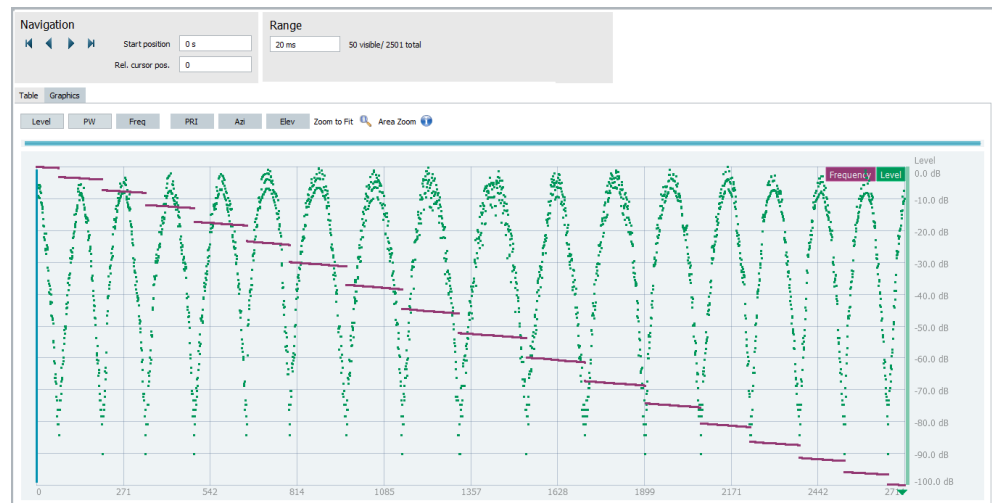 Navigation
Start position 0 s
Rel. cursor pos. 0
Range
20 ms 50 visible/ 2501 total
Table Graphics
Level PW Freq PRI Azi Elev Zoom to Fit Area Zoom
Level
Frequency Level 0.0 dB
-10.0 dB
-20.0 dB
-30.0 dB
-40.0 dB
-50.0 dB
-60.0 dB
-70.0 dB
-80.0 dB
-90.0 dB
-100.0 dB
0 271 542 814 1085 1357 1628 1899 2171 2442